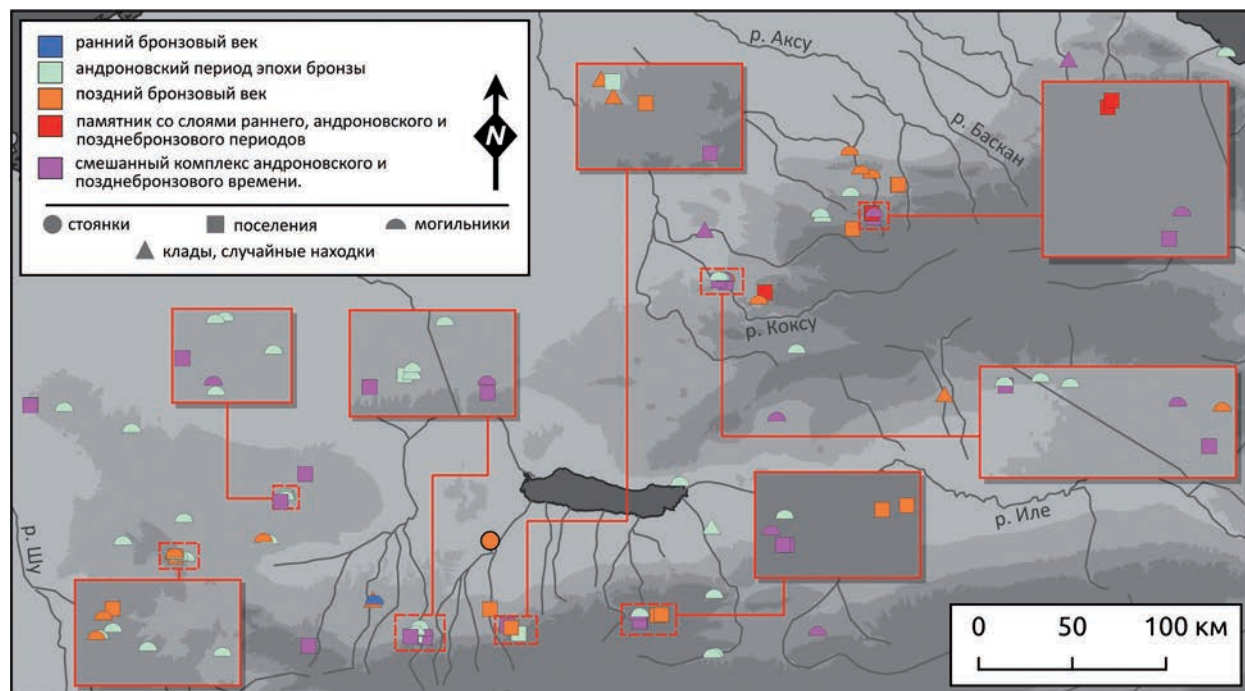 ранний бронзовый век
андроновский период эпохи бронзы
поздний бронзовый век
памятник со слоями раннего, андроновского и
позднебронзового периодов
смешанный комплекс андроновского и
позднебронзового времени.
N
стоянки поселения могильники
клады, случайные находки
р. Аксу
р. Баскан
р. Коксу
р. Иле
р. Шу
0 50 100 км